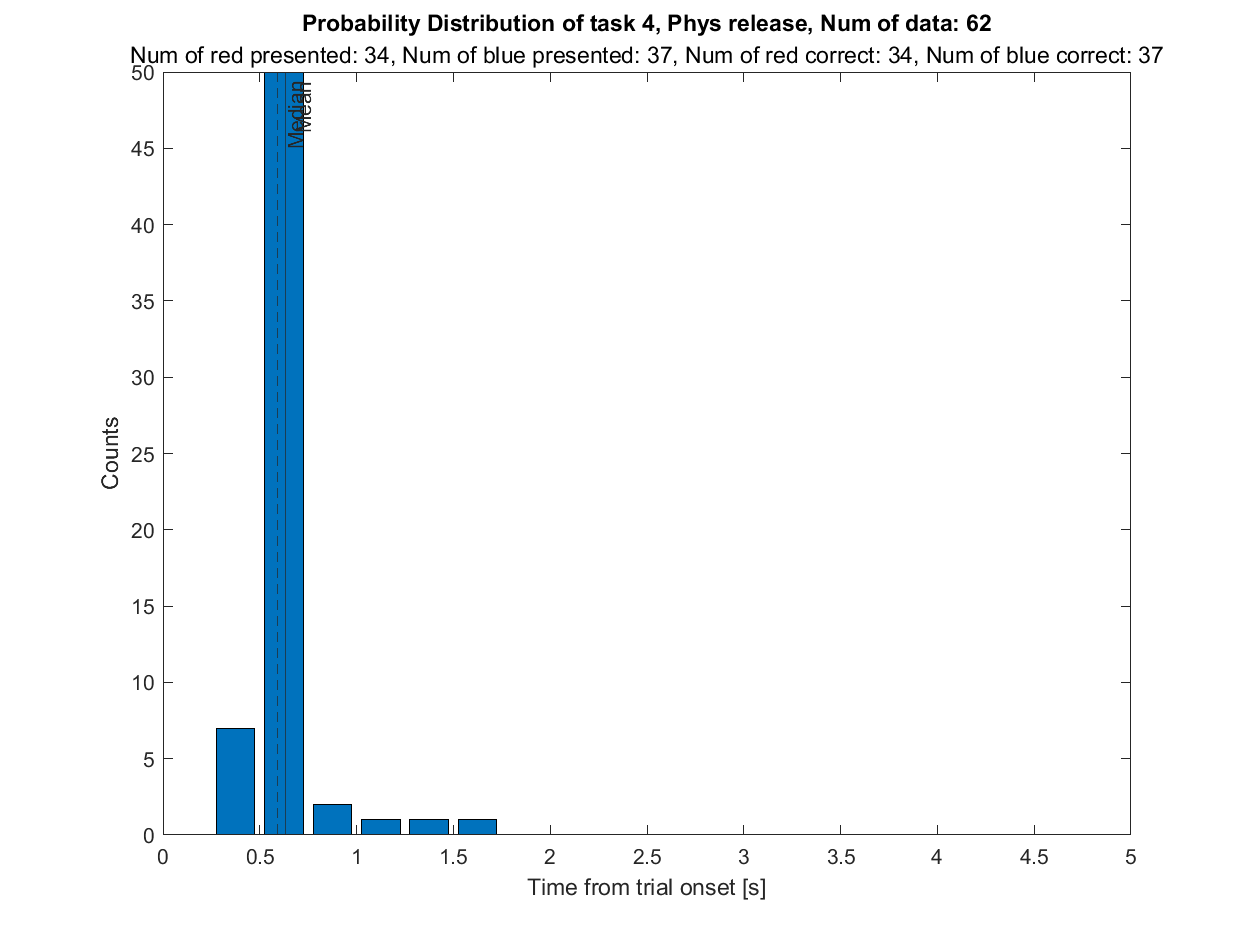 Probability Distribution of task 4, Phys release, Num of data: 62
Num of red presented: 34, Num of blue presented: 37, Num of red correct: 34, Num of blue correct: 37
50
45
40
35
30
25
20
15
10
5
0
Median
Mean
Counts
0 0.5 1 1.5 2 2.5 3 3.5 4 4.5 5
Time from trial onset [s]